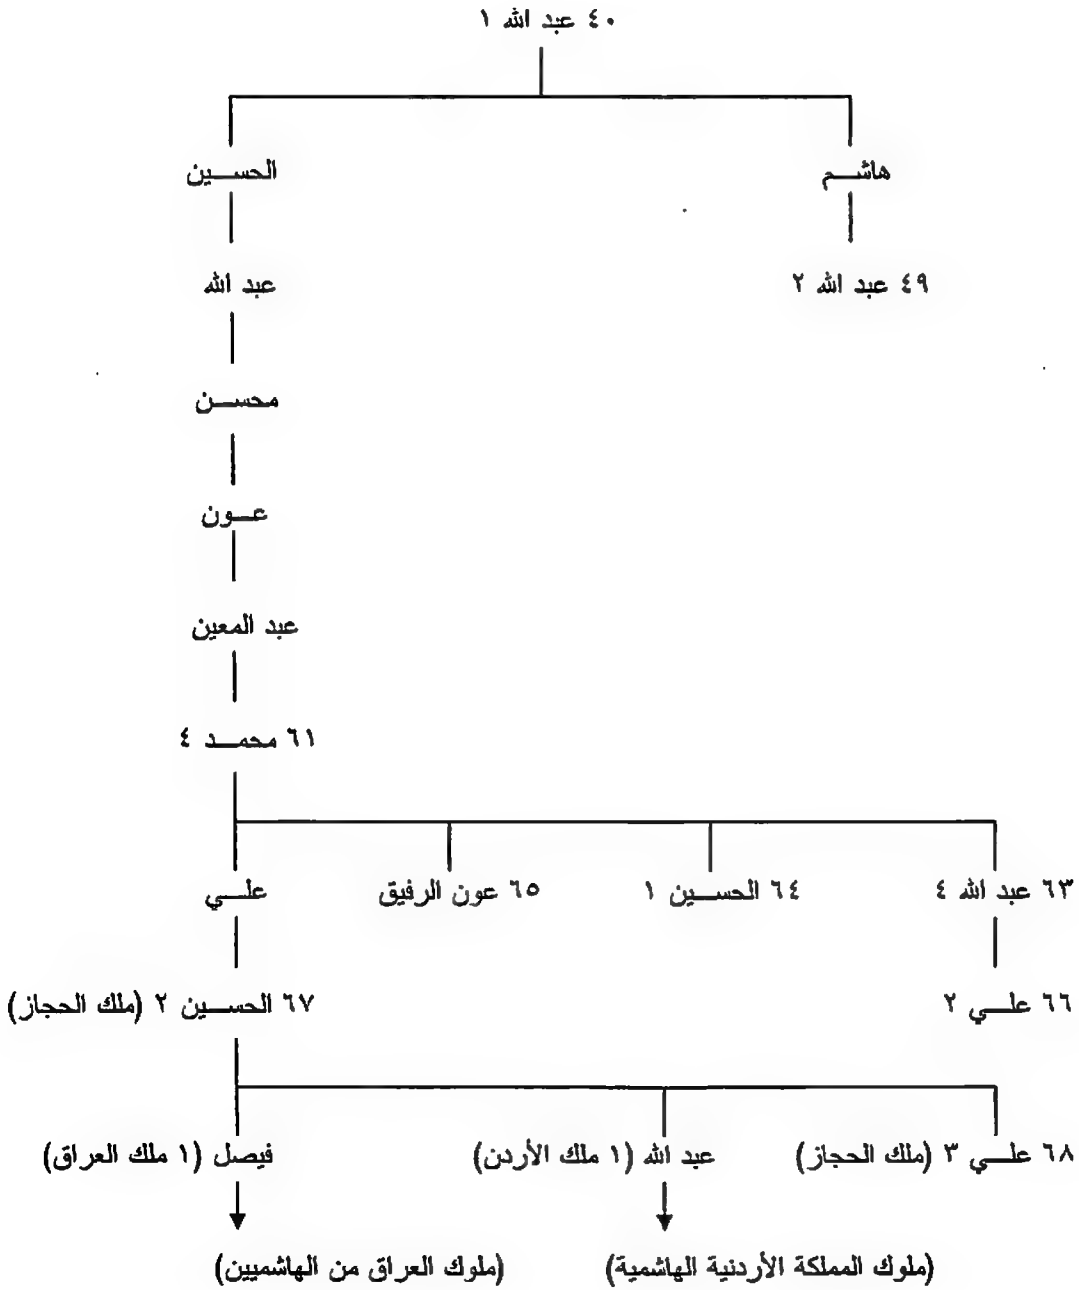 ٤٠ عبد الله ١
هاشم
الحسين
٤٩ عبد الله ٢
عبد الله
محسن
عون
عبد المعين
٦١ محمد ٤
٦٣ عبد الله ٤
٦٤ الحسين ١
٦٥ عون الرفيق
علي
٦٦ علي ٢
٦٧ الحسين ٢ (ملك الحجاز)
٦٨ علي ٣ (ملك الحجاز)
عبد الله (١ ملك الأردن)
فيصل (١ ملك العراق)
(ملوك المملكة الأردنية الهاشمية)
(ملوك العراق من الهاشميين)